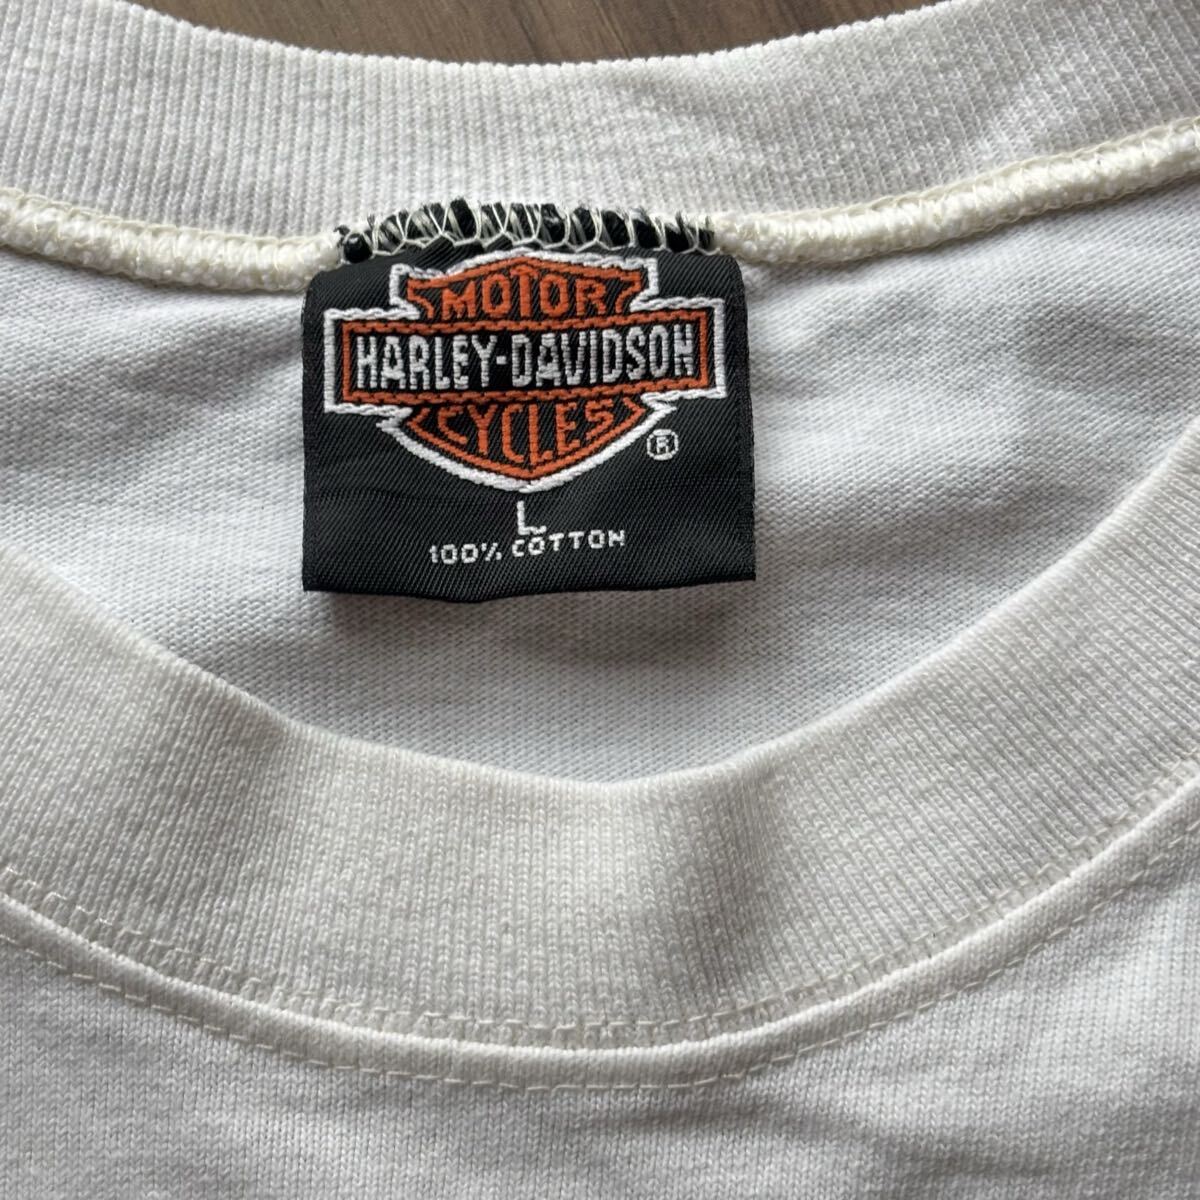 MOTOR
HARLEY-DAVIDSON
CYCLES
®
L
100% COTTON